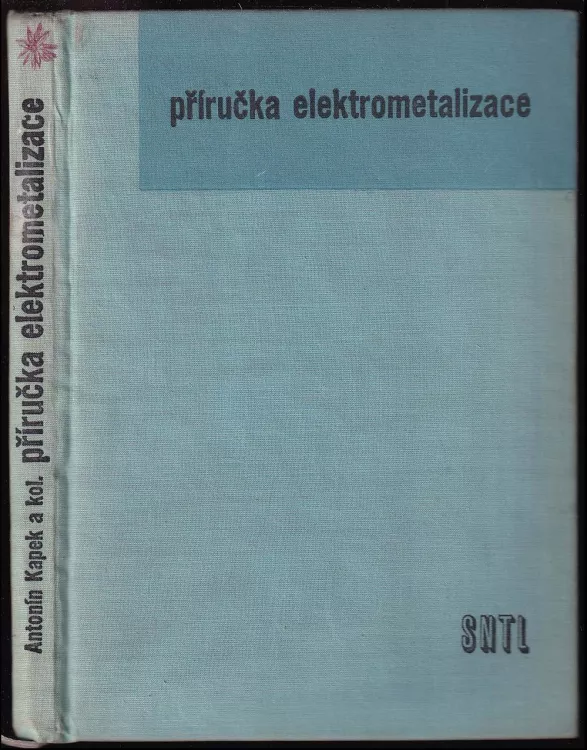 příručka elektrometalizace
SNTL
Antonín Kapek a kol. příručka elektrometalizace